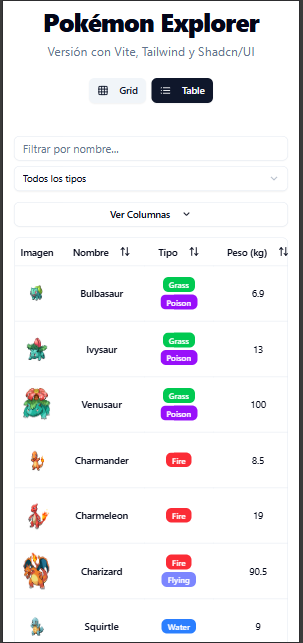 Pokémon Explorer
Versión con Vite, Tailwind y Shadcn/UI
Grid Table
Filtrar por nombre...
Todos los tipos
Ver Columnas
Imagen Nombre Tipo Peso (kg)
Bulbasaur Grass Poison 6.9
Ivysaur Grass Poison 13
Venusaur Grass Poison 100
Charmander Fire 8.5
Charmeleon Fire 19
Charizard Fire Flying 90.5
Squirtle Water 9